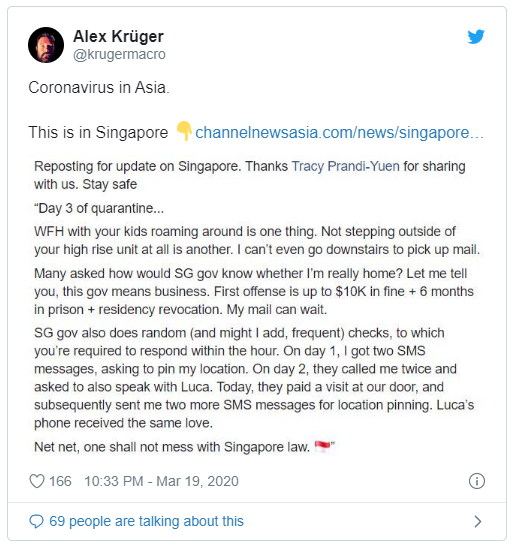 Alex Krüger
@krugermacro
Coronavirus in Asia.
This is in Singapore 👇 channelnewsasia.com/news/singapore…
Reposting for update on Singapore. Thanks Tracy Prandi-Yuen for sharing
with us. Stay safe
“Day 3 of quarantine...
WFH with your kids roaming around is one thing. Not stepping outside of
your high rise unit at all is another. I can’t even go downstairs to pick up mail.
Many asked how would SG gov know whether I’m really home? Let me tell
you, this gov means business. First offense is up to $10K in fine + 6 months
in prison + residency revocation. My mail can wait.
SG gov also does random (and might I add, frequent) checks, to which
you’re required to respond within the hour. On day 1, I got two SMS
messages, asking to pin my location. On day 2, they called me twice and
asked to also speak with Luca. Today, they paid a visit at our door, and
subsequently sent me two more SMS messages for location pinning. Luca’s
phone received the same love.
Net net, one shall not mess with Singapore law. 🇸🇬”
166 10:33 PM - Mar 19, 2020
69 people are talking about this